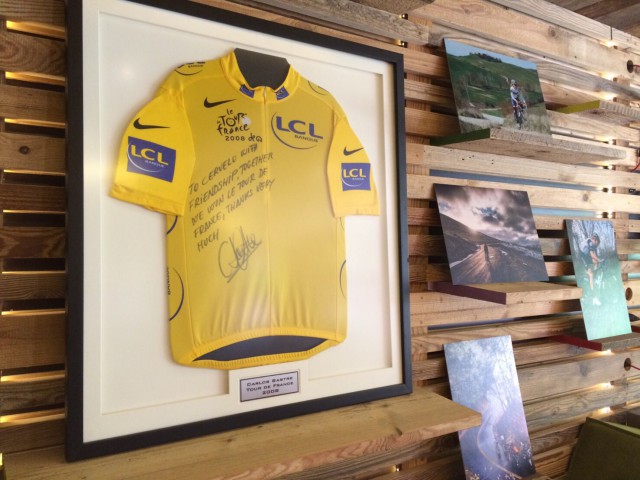 le
TOUR
de
france
2008
LCL
BANQUE
LCL
LCL
TO CERVELO WITH
FRIENDSHIP, TOGETHER
WE WON LE TOUR DE
FRANCE, THANKS VERY
MUCH
CARLOS SASTRE
TOUR DE FRANCE
2008